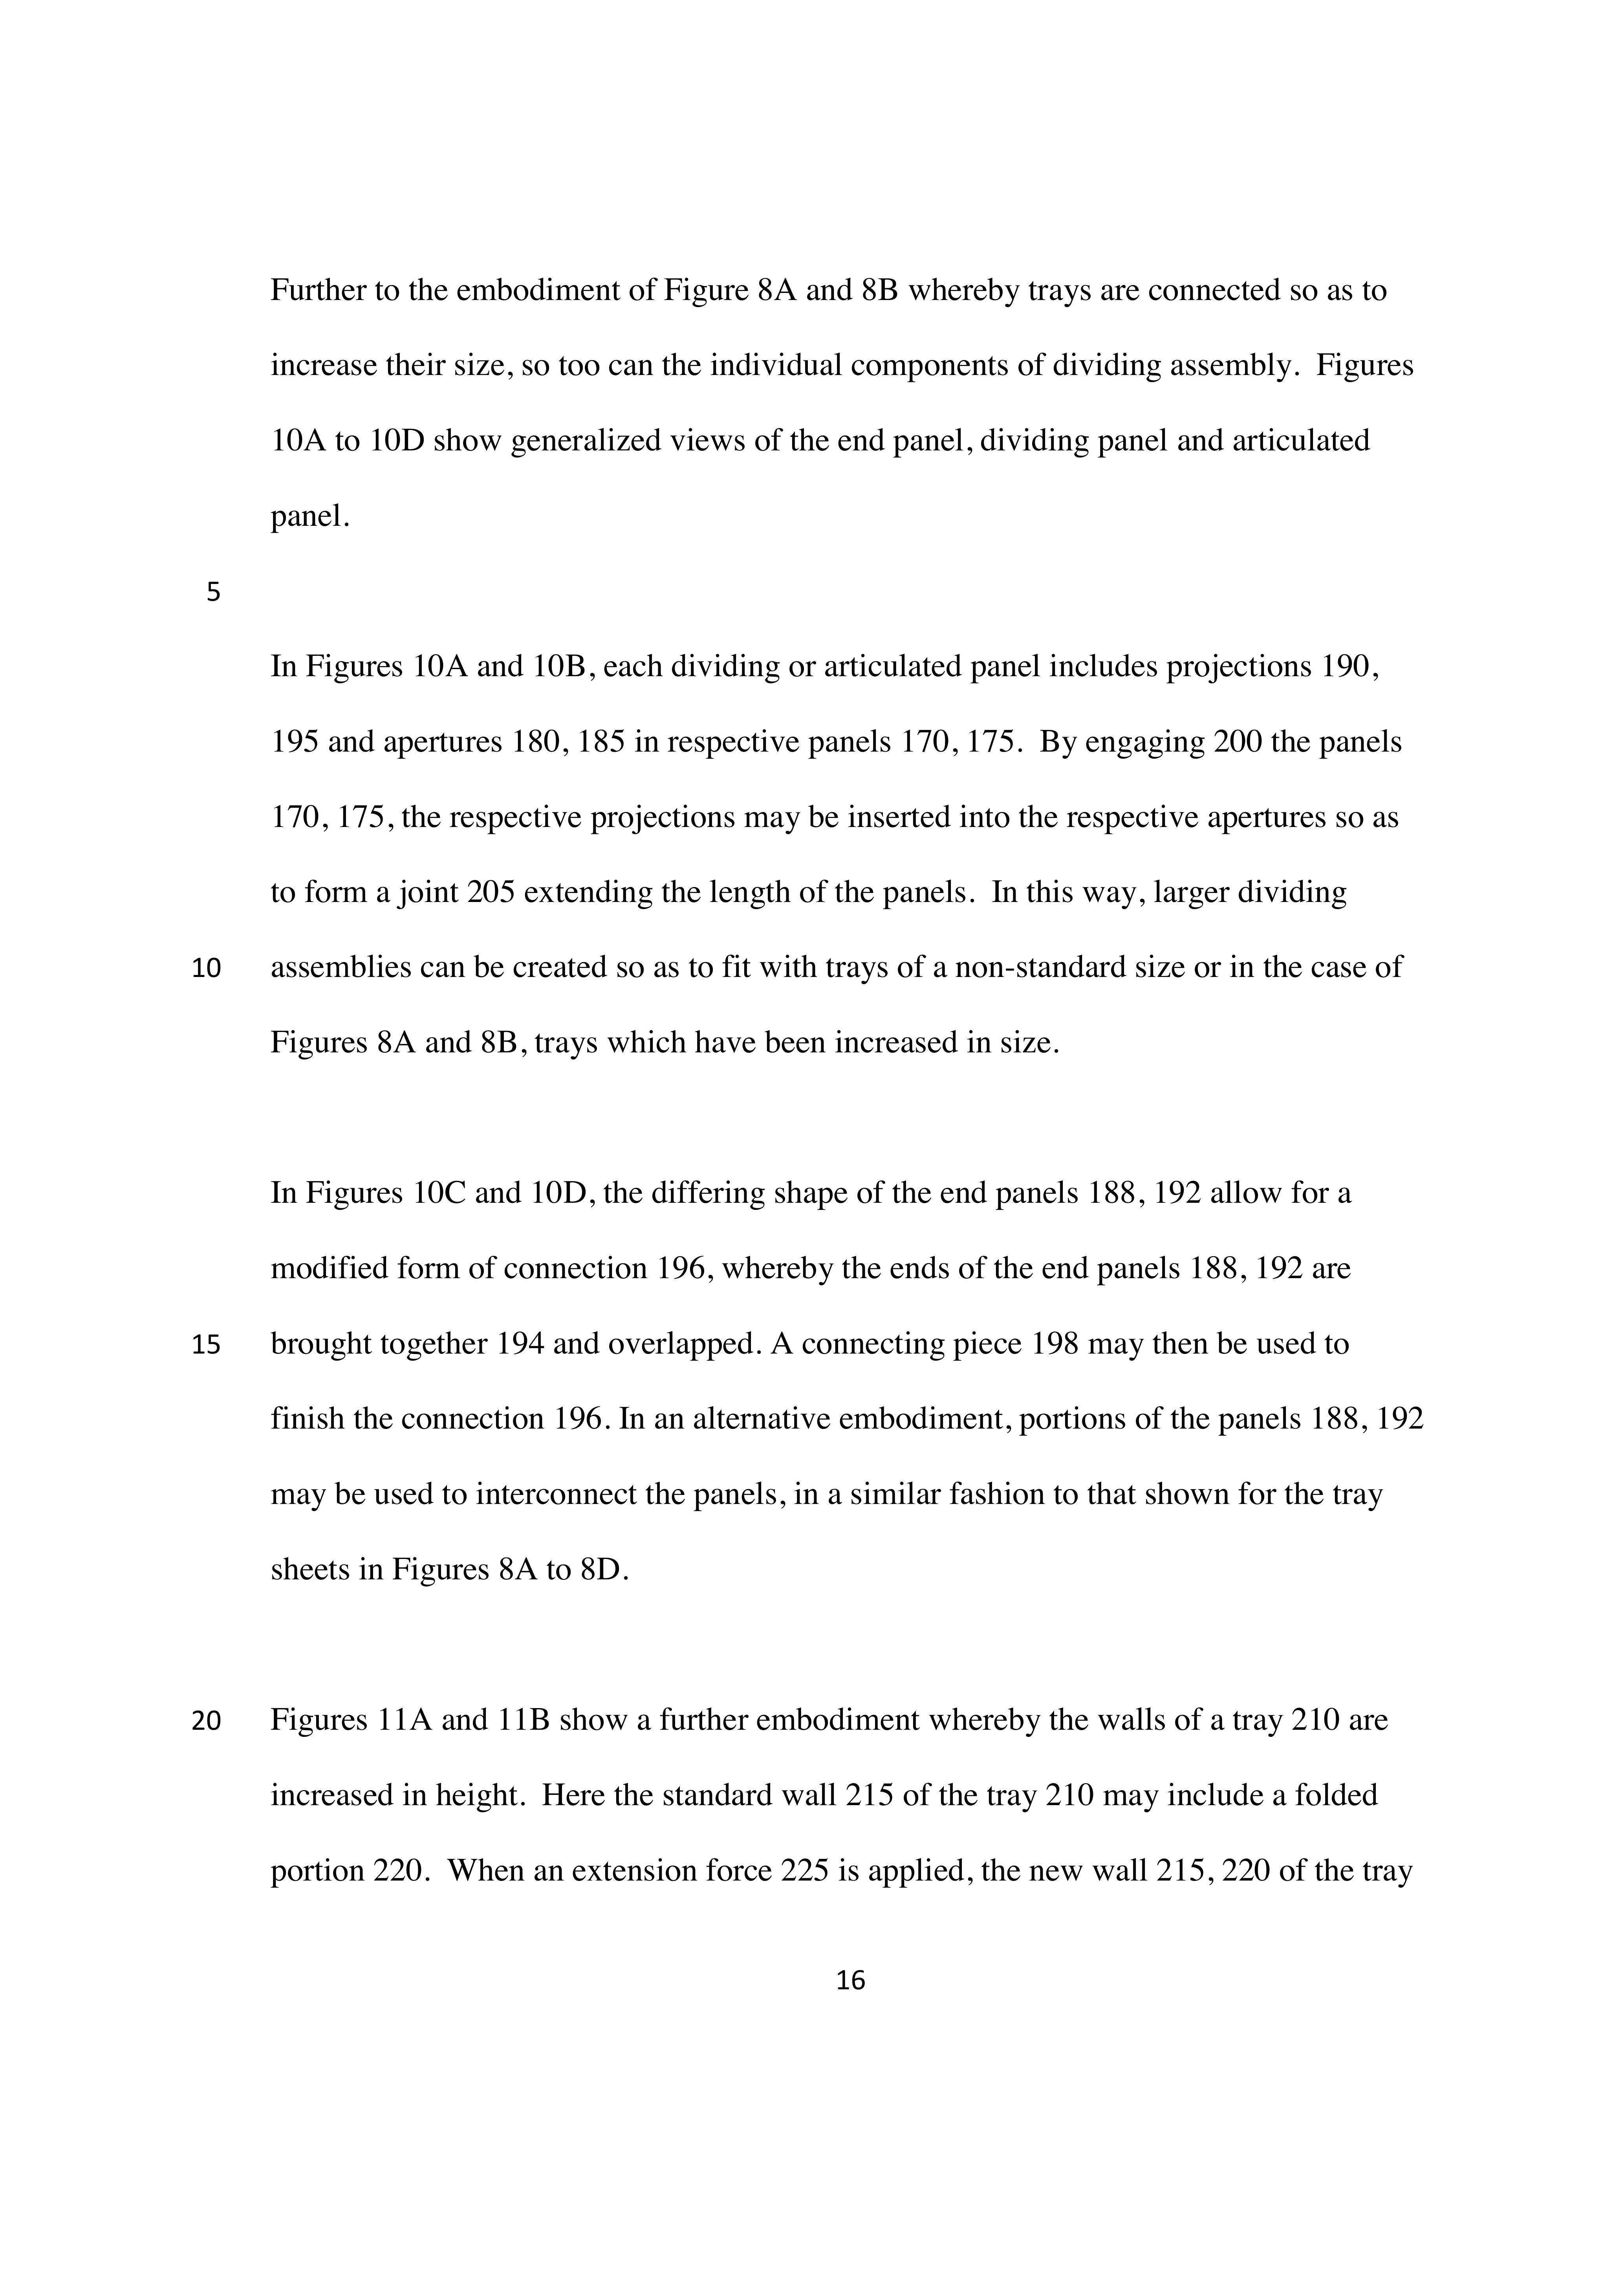 Further to the embodiment of Figure 8A and 8B whereby trays are connected so as to
increase their size, so too can the individual components of dividing assembly.  Figures
10A to 10D show generalized views of the end panel, dividing panel and articulated
panel.
5
In Figures 10A and 10B, each dividing or articulated panel includes projections 190,
195 and apertures 180, 185 in respective panels 170, 175.  By engaging 200 the panels
170, 175, the respective projections may be inserted into the respective apertures so as
to form a joint 205 extending the length of the panels.  In this way, larger dividing
10 assemblies can be created so as to fit with trays of a non-standard size or in the case of
Figures 8A and 8B, trays which have been increased in size.
In Figures 10C and 10D, the differing shape of the end panels 188, 192 allow for a
modified form of connection 196, whereby the ends of the end panels 188, 192 are
15 brought together 194 and overlapped. A connecting piece 198 may then be used to
finish the connection 196. In an alternative embodiment, portions of the panels 188, 192
may be used to interconnect the panels, in a similar fashion to that shown for the tray
sheets in Figures 8A to 8D.
20 Figures 11A and 11B show a further embodiment whereby the walls of a tray 210 are
increased in height.  Here the standard wall 215 of the tray 210 may include a folded
portion 220.  When an extension force 225 is applied, the new wall 215, 220 of the tray
16